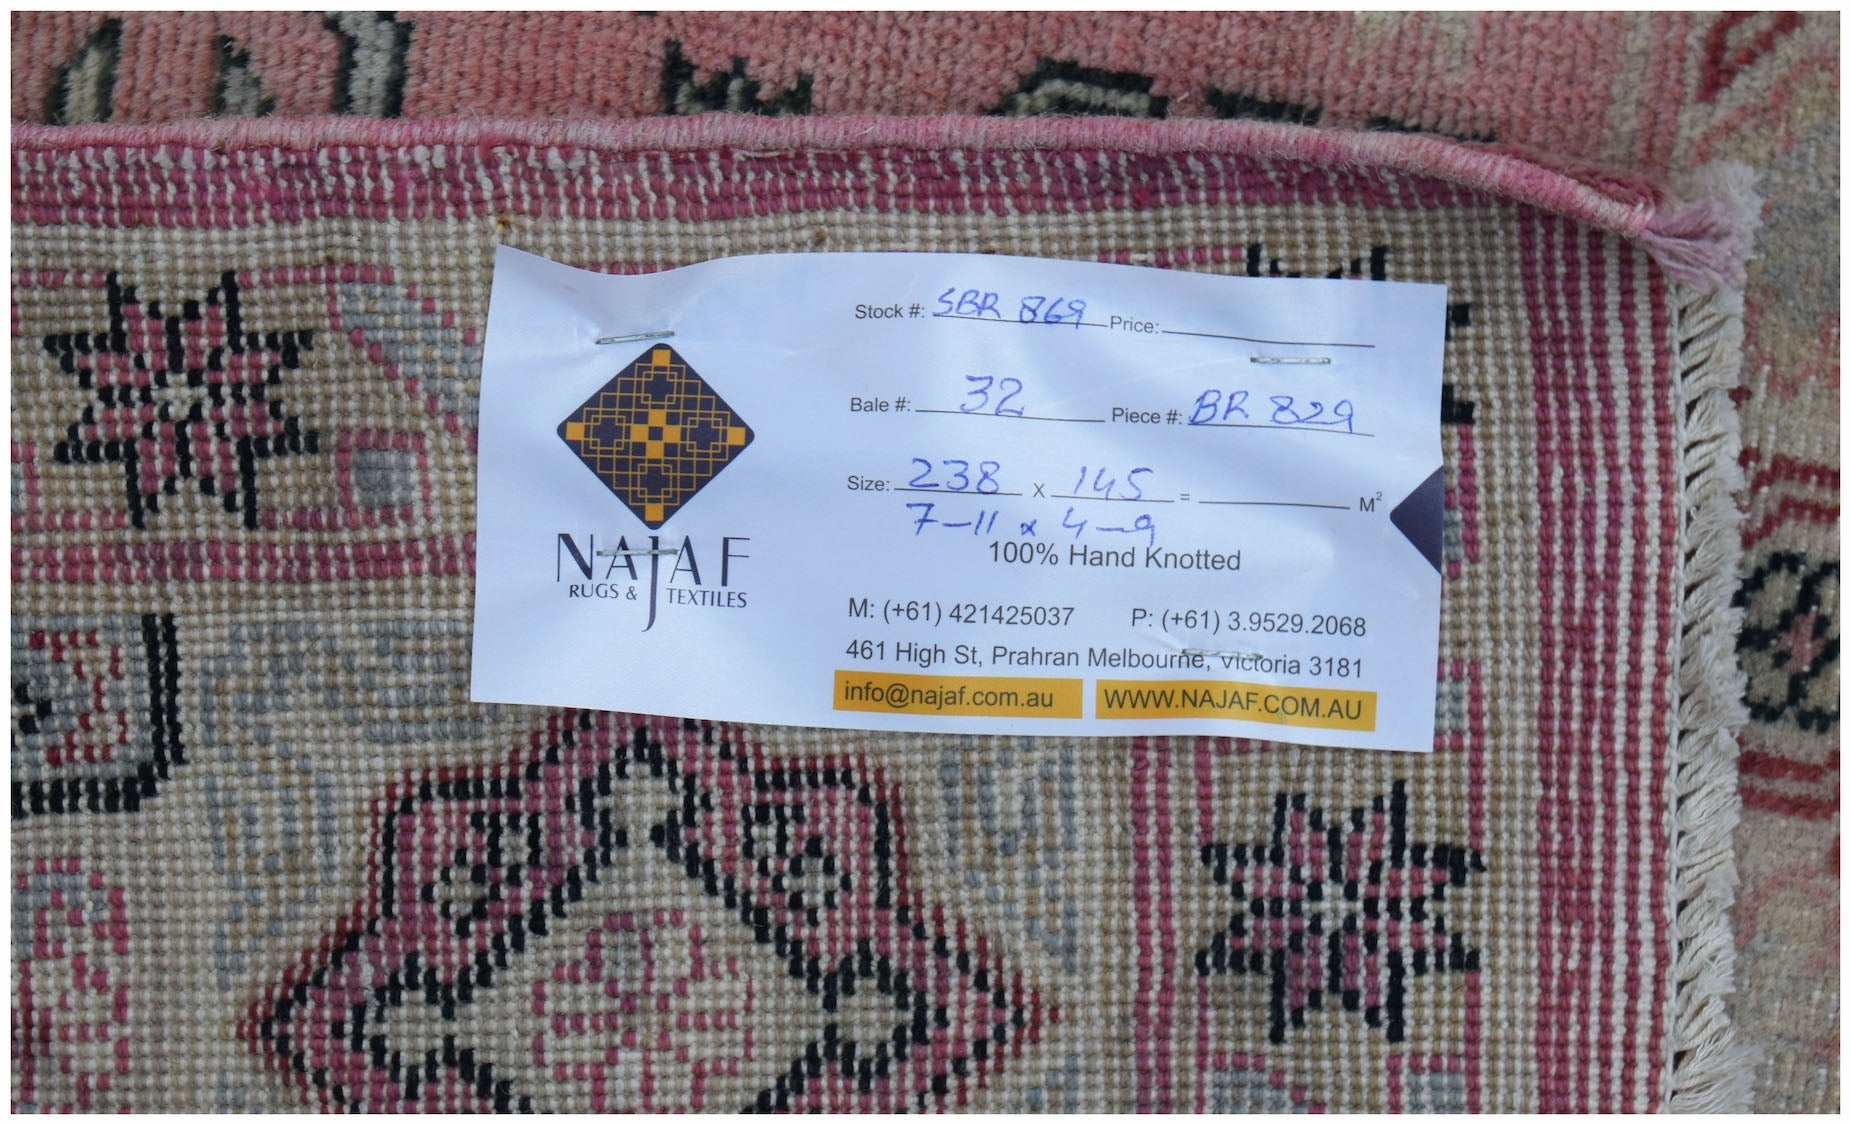 NAJAF
RUGS & TEXTILES
Stock #: SBR 869 Price:
Bale #: 32 Piece #: BR 829
Size: 238 x 145 = M²
7-11 x 4-9
100% Hand Knotted
M: (+61) 421425037 P: (+61) 3.9529.2068
461 High St, Prahran Melbourne, Victoria 3181
info@najaf.com.au WWW.NAJAF.COM.AU